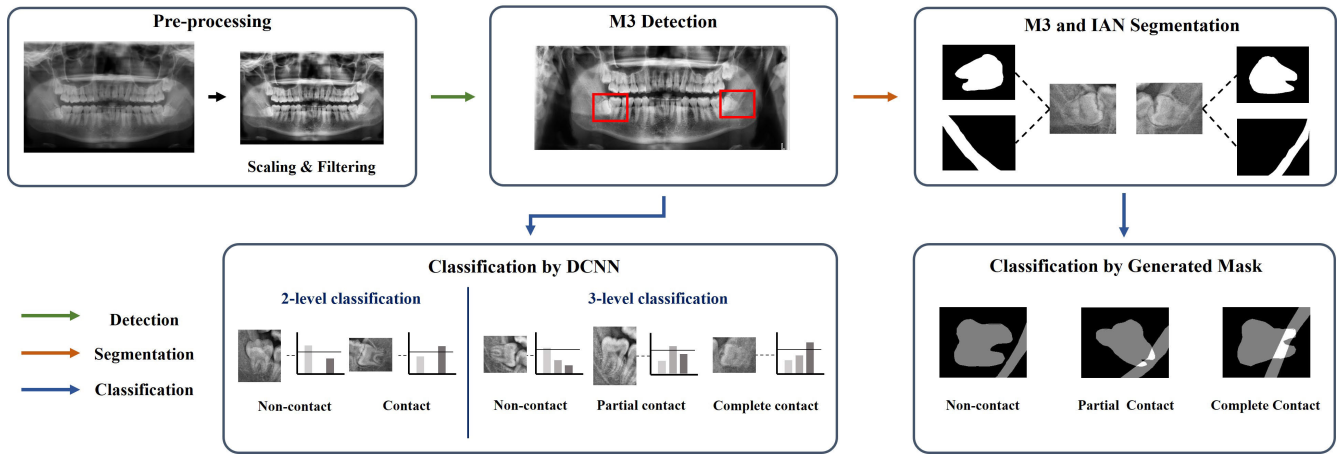 Pre-processing
Scaling & Filtering
M3 Detection
L
M3 and IAN Segmentation
Detection
Segmentation
Classification
Classification by DCNN
2-level classification
3-level classification
Non-contact
Contact
Non-contact
Partial contact
Complete contact
Classification by Generated Mask
Non-contact
Partial Contact
Complete Contact